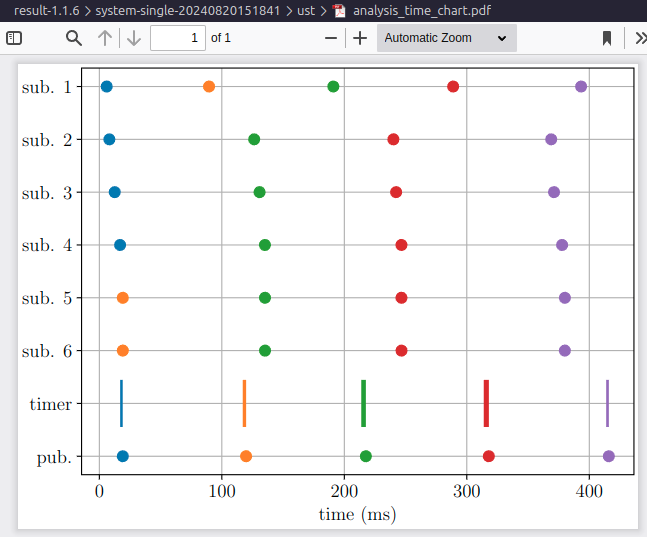 result-1.1.6 > system-single-20240820151841 > ust > analysis_time_chart.pdf
1 of 1 Automatic Zoom
sub. 1
sub. 2
sub. 3
sub. 4
sub. 5
sub. 6
timer
pub.
0 100 200 300 400
time (ms)